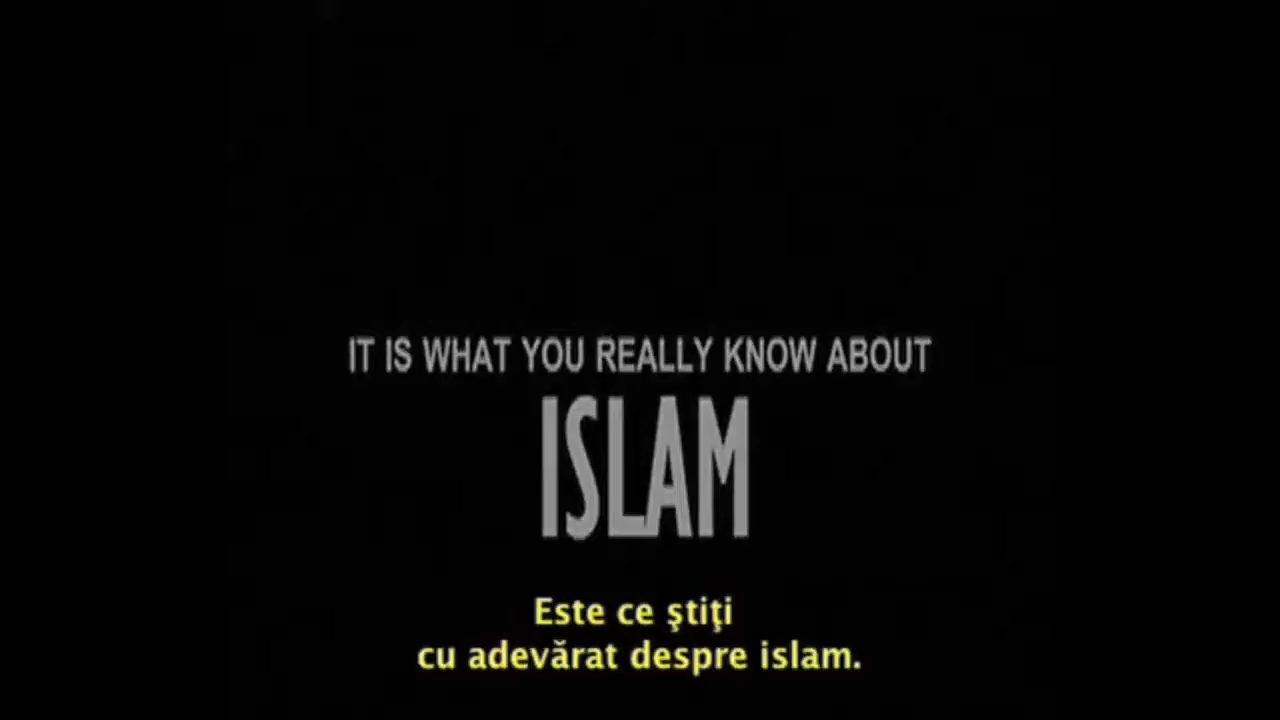 IT IS WHAT YOU REALLY KNOW ABOUT
ISLAM
Este ce ştiţi
cu adevărat despre islam.